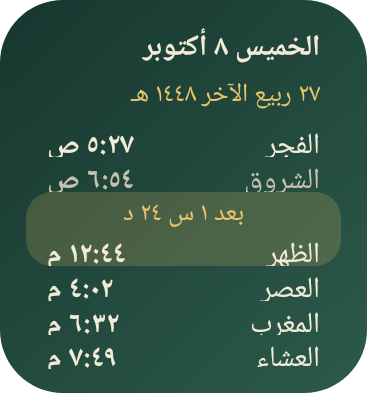 الخميس ٨ أكتوبر
٢٧ ربيع الآخر ١٤٤٨ هـ
الفجر ٥:٢٧ ص
الشروق ٦:٥٤ ص
بعد ١ س ٢٤ د
الظهر ١٢:٤٤ م
العصر ٤:٠٢ م
المغرب ٦:٣٢ م
العشاء ٧:٤٩ م